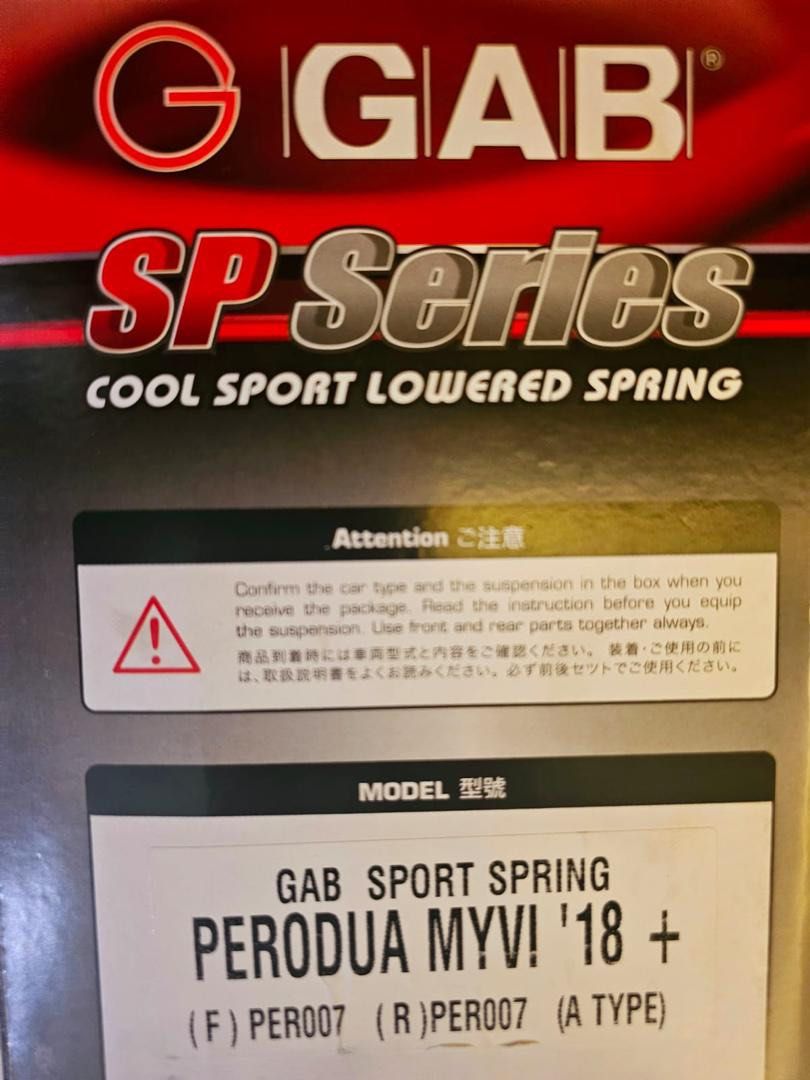 G GAB®
SP Series
COOL SPORT LOWERED SPRING
Attention ご注意
Confirm the car type and the suspension in the box when you
receive the package. Read the instruction before you equip
the suspension. Use front and rear parts together always.
商品到着時には車両型式と内容をご確認ください。 装着・ご使用の前に
は、取扱説明書をよくお読みください。必ず前後セットでご使用ください。
MODEL 型號
GAB SPORT SPRING
PERODUA MYVI '18 +
( F ) PER007 ( R )PER007 (A TYPE)